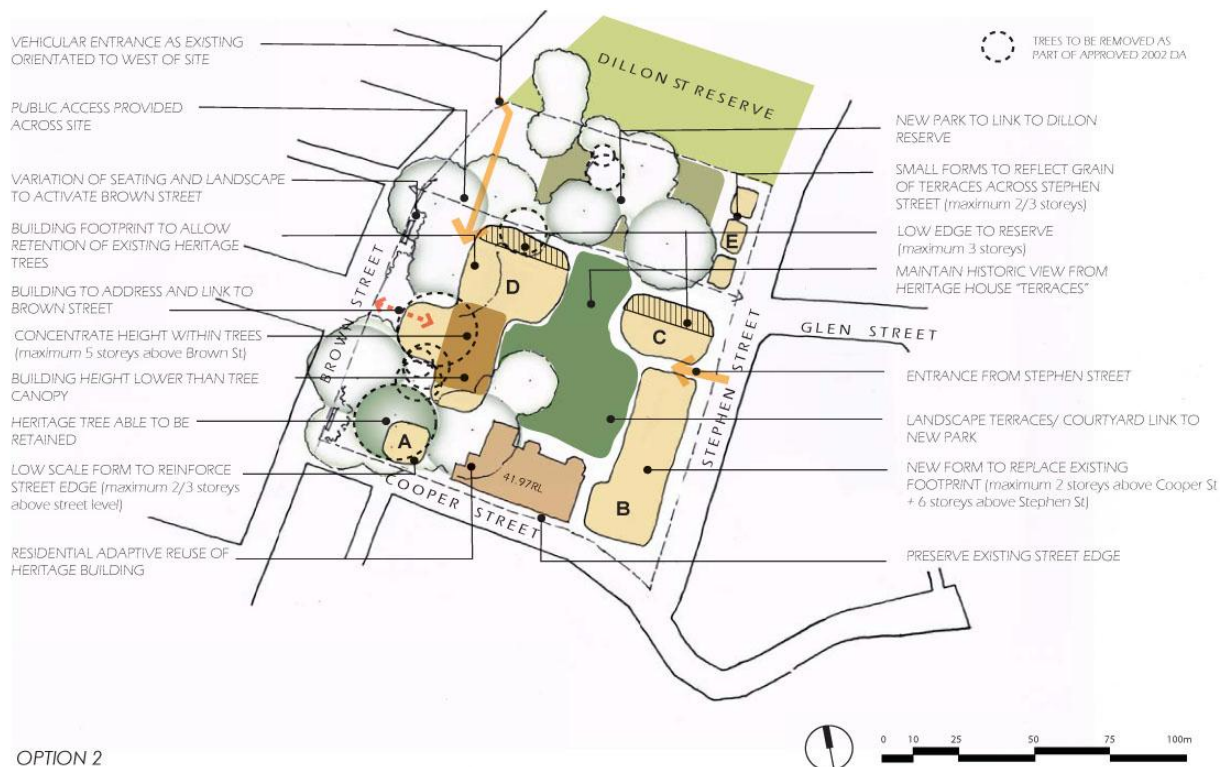 VEHICULAR ENTRANCE AS EXISTING
ORIENTATED TO WEST OF SITE
PUBLIC ACCESS PROVIDED
ACROSS SITE
VARIATION OF SEATING AND LANDSCAPE
TO ACTIVATE BROWN STREET
BUILDING FOOTPRINT TO ALLOW
RETENTION OF EXISTING HERITAGE
TREES
BUILDING TO ADDRESS AND LINK TO
BROWN STREET
CONCENTRATE HEIGHT WITHIN TREES
(maximum 5 storeys above Brown St)
BUILDING HEIGHT LOWER THAN TREE
CANOPY
HERITAGE TREE ABLE TO BE
RETAINED
LOW SCALE FORM TO REINFORCE
STREET EDGE (maximum 2/3 storeys
above street level)
RESIDENTIAL ADAPTIVE REUSE OF
HERITAGE BUILDING
DILLON ST RESERVE
BROWN STREET
D
E
C
A
B
41.97RL
COOPER STREET
STEPHEN STREET
GLEN STREET
TREES TO BE REMOVED AS
PART OF APPROVED 2002 DA
NEW PARK TO LINK TO DILLON
RESERVE
SMALL FORMS TO REFLECT GRAIN
OF TERRACES ACROSS STEPHEN
STREET (maximum 2/3 storeys)
LOW EDGE TO RESERVE
(maximum 3 storeys)
MAINTAIN HISTORIC VIEW FROM
HERITAGE HOUSE "TERRACES"
ENTRANCE FROM STEPHEN STREET
LANDSCAPE TERRACES/ COURTYARD LINK TO
NEW PARK
NEW FORM TO REPLACE EXISTING
FOOTPRINT (maximum 2 storeys above Cooper St
+ 6 storeys above Stephen St)
PRESERVE EXISTING STREET EDGE
OPTION 2
0 10 25 50 75 100m